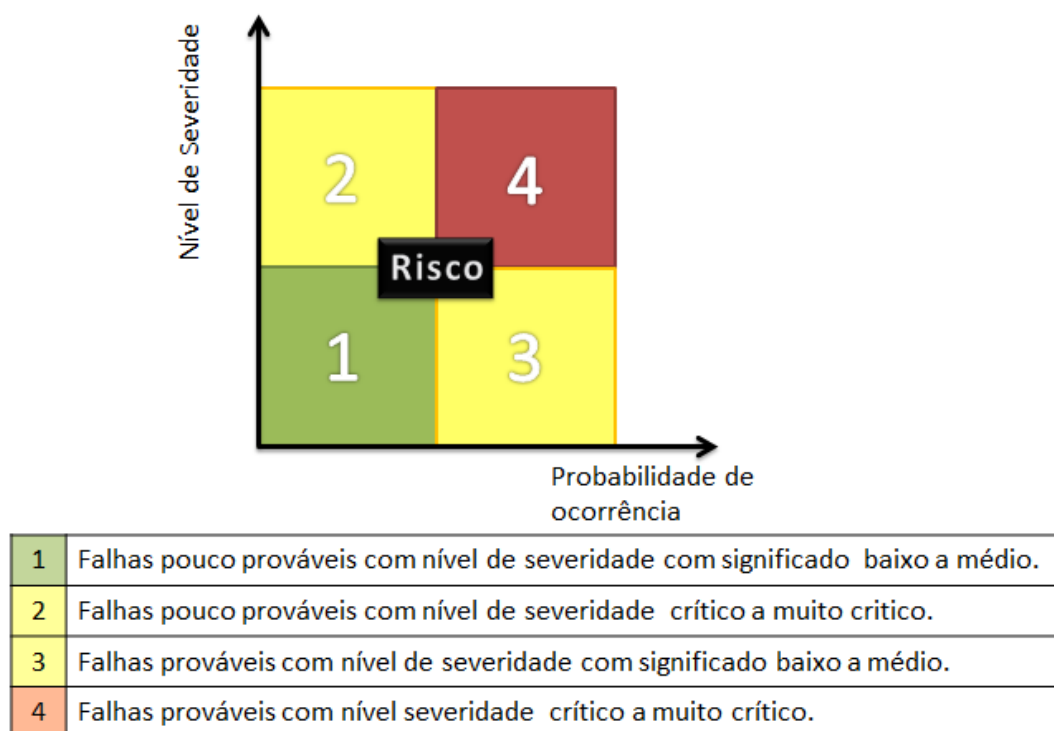 Nível de Severidade
2
4
Risco
1
3
Probabilidade de
ocorrência
1 Falhas pouco prováveis com nível de severidade com significado baixo a médio.
2 Falhas pouco prováveis com nível de severidade crítico a muito critico.
3 Falhas prováveis com nível de severidade com significado baixo a médio.
4 Falhas prováveis com nível severidade crítico a muito crítico.